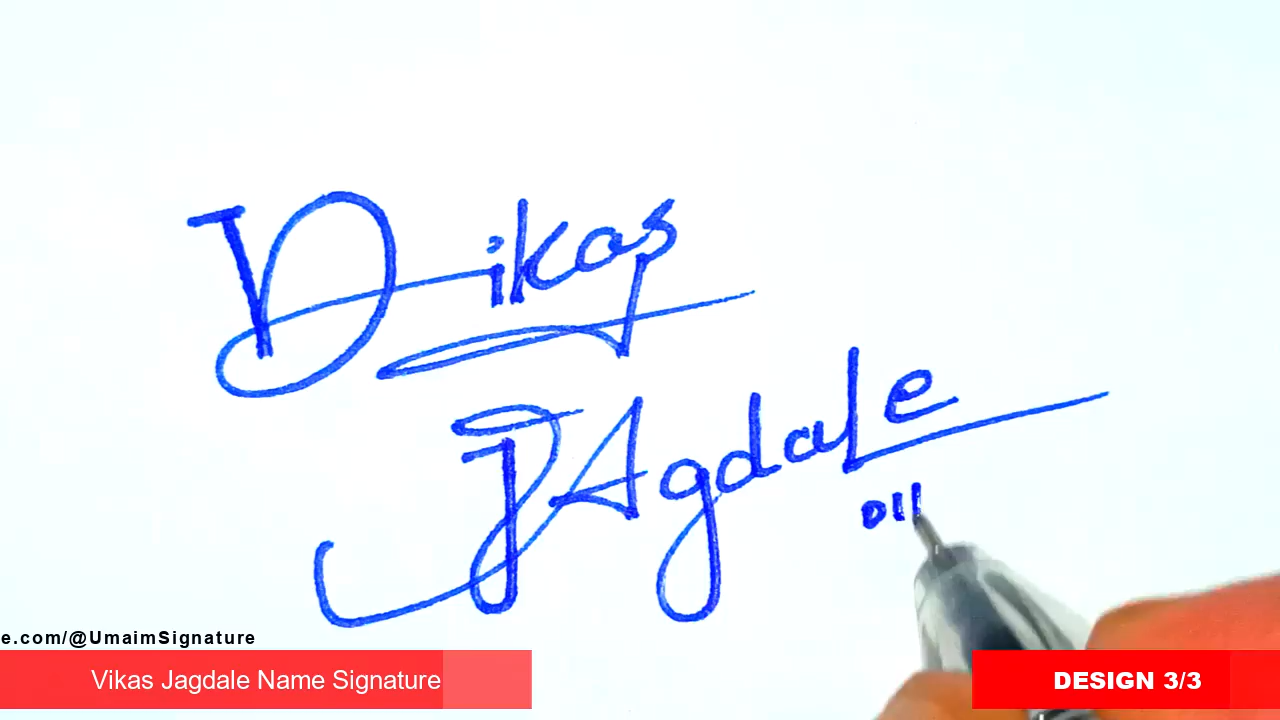 Vikas
JAgdale
e.com/@UmaimSignature
Vikas Jagdale Name Signature
DESIGN 3/3